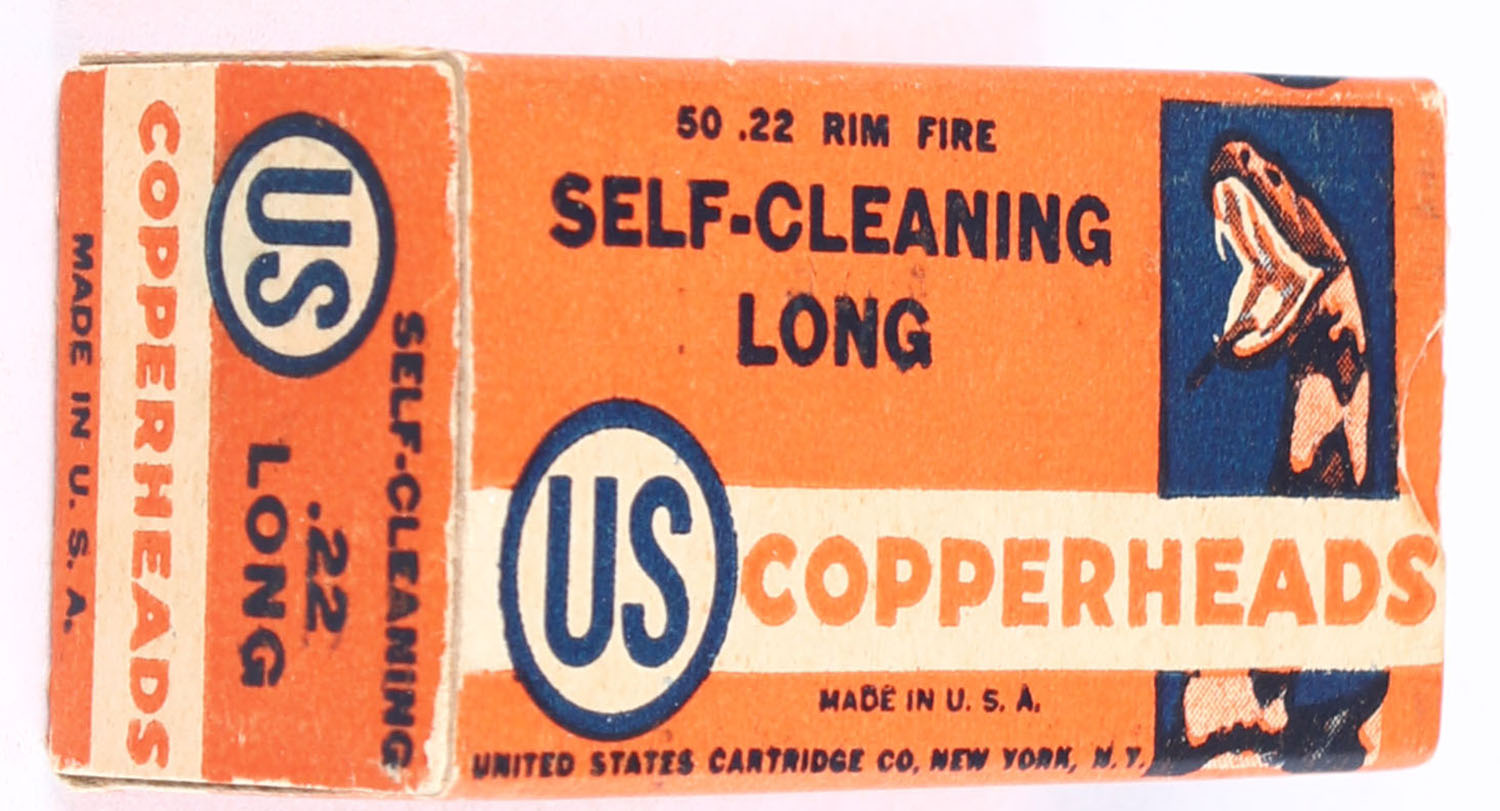 50 .22 RIM FIRE
SELF-CLEANING
LONG
US
COPPERHEADS
MADE IN U. S. A.
UNITED STATES CARTRIDGE CO, NEW YORK, N. Y.
SELF-CLEANING
US
.22
LONG
COPPERHEADS
MADE IN U. S. A.